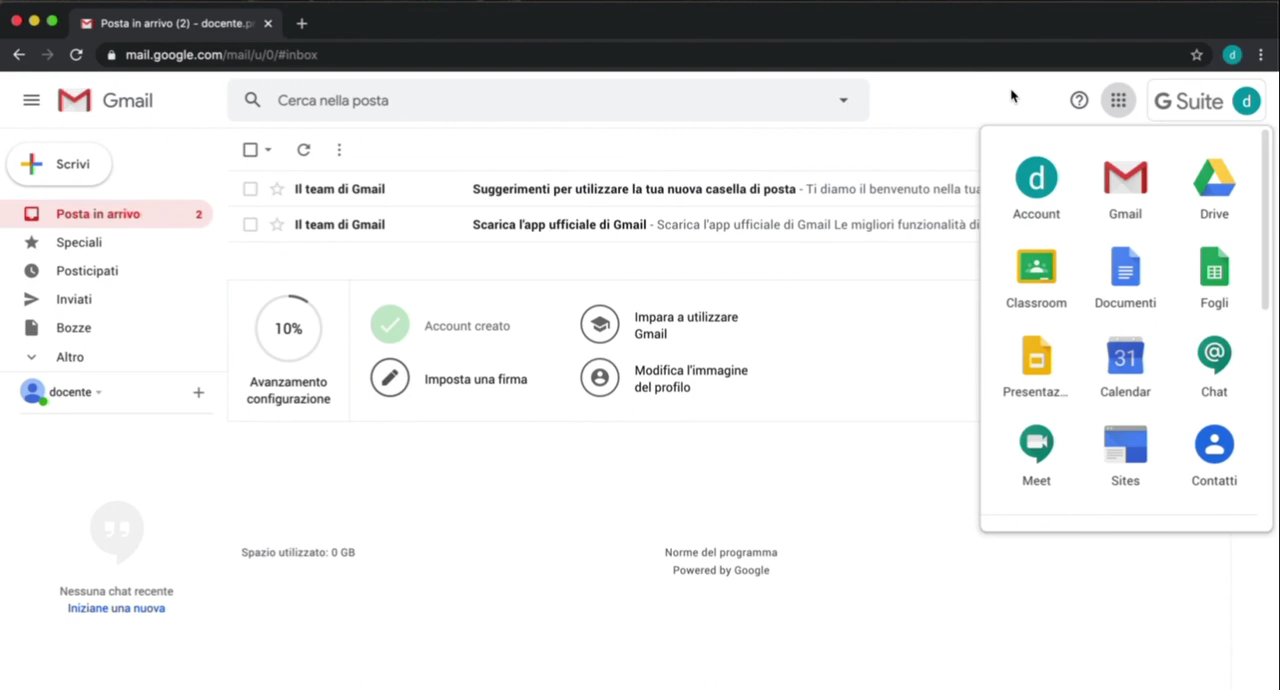 Posta in arrivo (2) - docente.pr
mail.google.com/mail/u/0/#inbox
d
Gmail
Cerca nella posta
G Suite
d
Scrivi
Posta in arrivo 2
Speciali
Posticipati
Inviati
Bozze
Altro
docente
Il team di Gmail Suggerimenti per utilizzare la tua nuova casella di posta - Ti diamo il benvenuto nella tua
Il team di Gmail Scarica l'app ufficiale di Gmail - Scarica l'app ufficiale di Gmail Le migliori funzionalità di
10%
Avanzamento
configurazione
Account creato
Imposta una firma
Impara a utilizzare
Gmail
Modifica l'immagine
del profilo
d
Account
Gmail
Drive
Classroom
Documenti
Fogli
Presentaz...
31
Calendar
@
Chat
Meet
Sites
Contatti
Nessuna chat recente
Iniziane una nuova
Spazio utilizzato: 0 GB
Norme del programma
Powered by Google